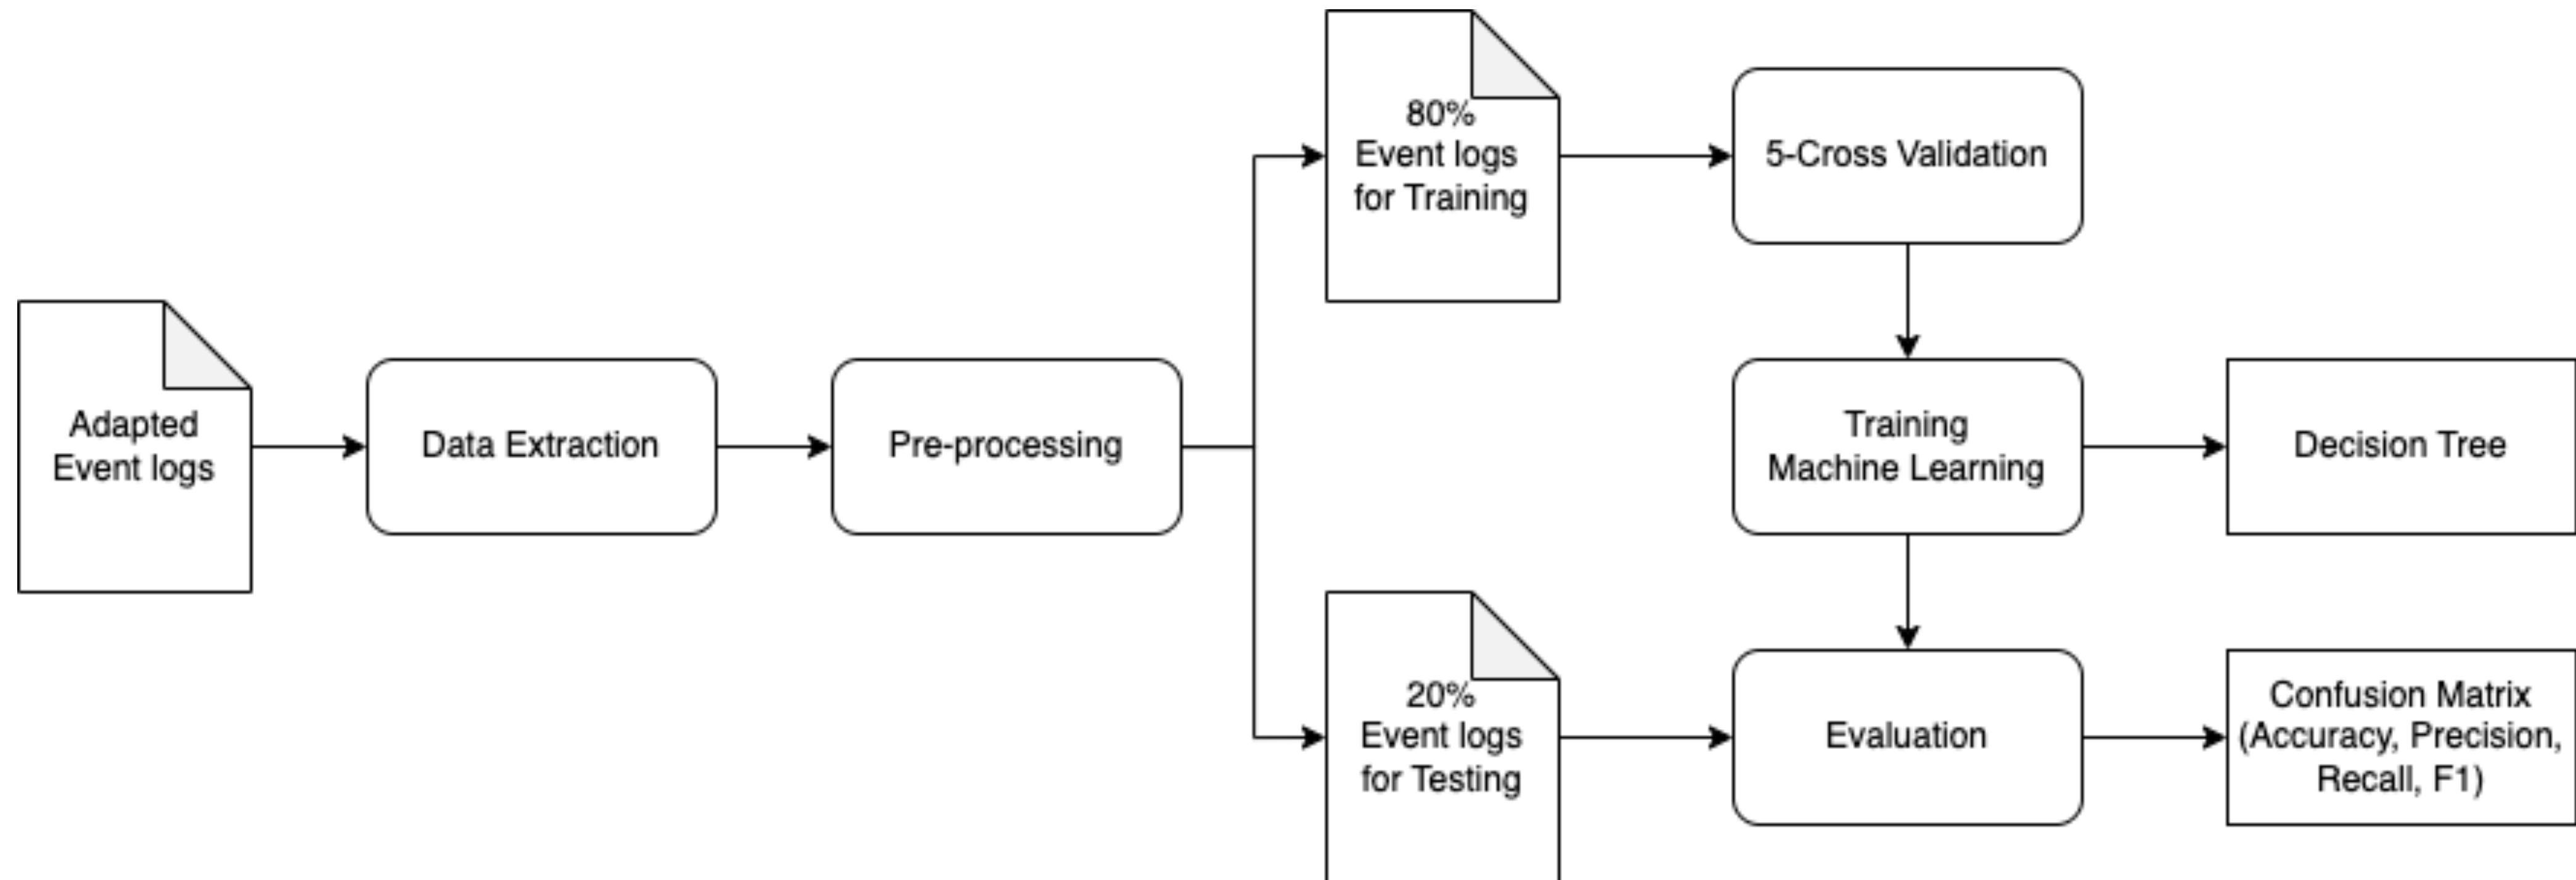 Adapted
Event logs
Data Extraction
Pre-processing
80%
Event logs
for Training
5-Cross Validation
Training
Machine Learning
Decision Tree
20%
Event logs
for Testing
Evaluation
Confusion Matrix
(Accuracy, Precision,
Recall, F1)